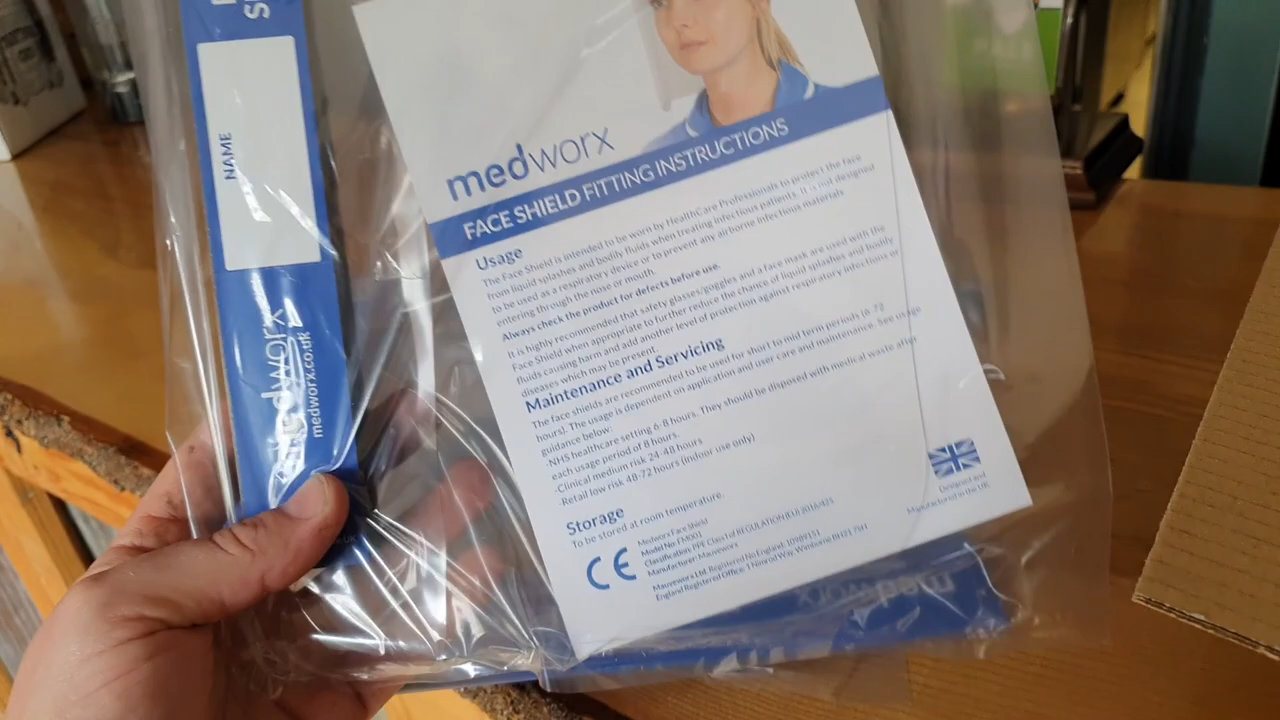 NAME
medworx
medworx.co.uk
medworx
FACE SHIELD FITTING INSTRUCTIONS
Usage
The Face Shield is intended to be worn by HealthCare Professionals to protect the face
from liquid splashes and bodily fluids when treating infectious patients. It is not designed
to be used as a respiratory device or to prevent any airborne infectious materials
entering through the nose or mouth.
Always check the product for defects before use.
It is highly recommended that safety glasses/goggles and a face mask are used with the
Face Shield when appropriate to further reduce the chance of liquid splashes and bodily
fluids causing harm and add another level of protection against respiratory infections or
diseases which may be present.
Maintenance and Servicing
The face shields are recommended to be used for short to mid term periods (6-72
hours). The usage is dependent on application and user care and maintenance. See usage
guidance below:
-NHS healthcare setting 6-8 hours. They should be disposed with medical waste after
each usage period of 8 hours.
-Clinical medium risk 24-48 hours
-Retail low risk 48-72 hours (indoor use only)
Storage
To be stored at room temperature.
CE
Medworx Face Shield
Model No: FM001
Classification: PPE Class I of REGULATION (EU) 2016/425
Manufacturer: Mauveworx
Mauveworx Ltd. Registered No England: 10989151
England Registered Office: 1 Nimrod Way, Wimborne, BH21 7SH
Designed and
Manufactored in the UK
medworx